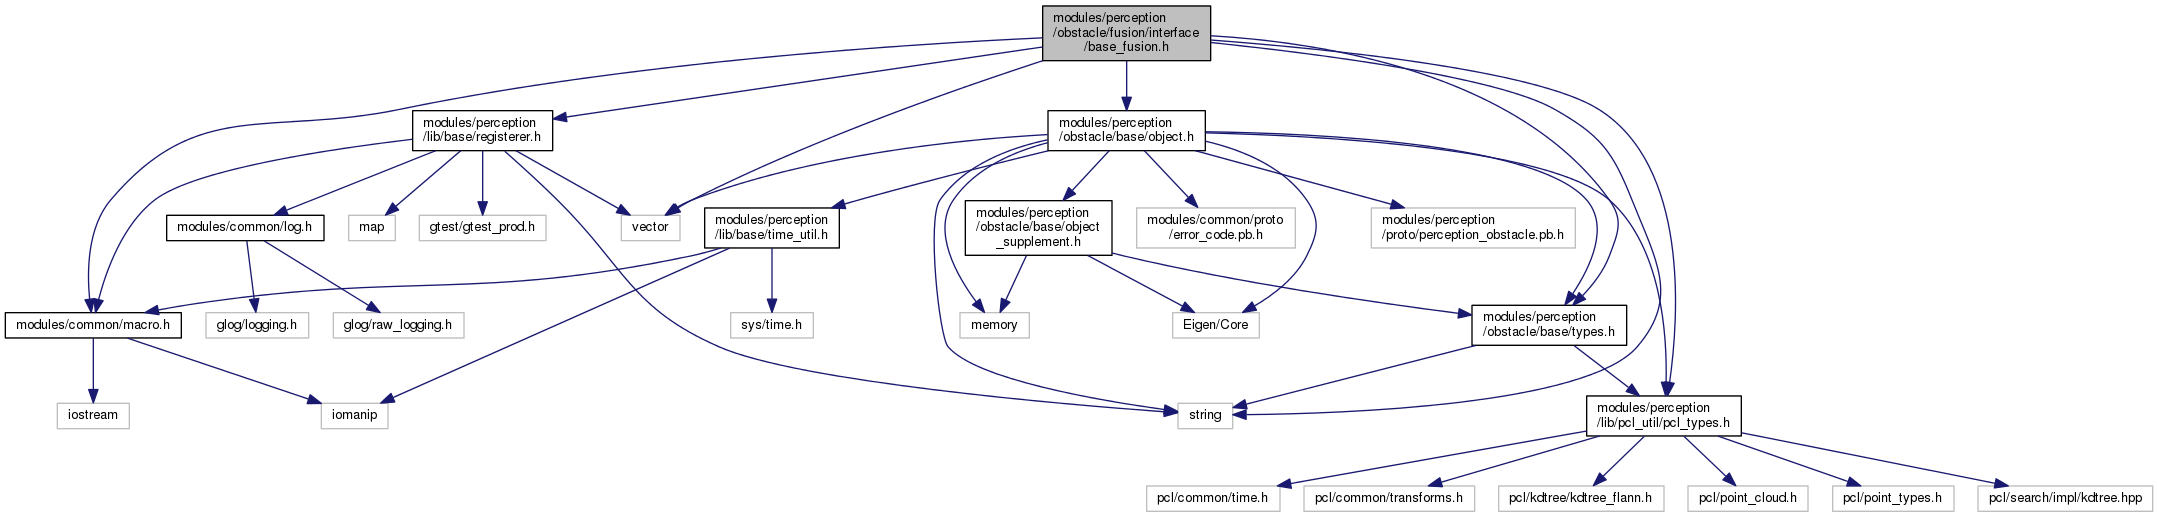 modules/perception
/obstacle/fusion/interface
/base_fusion.h
modules/perception
/lib/base/registerer.h
modules/perception
/obstacle/base/object.h
modules/common/log.h
map
gtest/gtest_prod.h
vector
modules/perception
/lib/base/time_util.h
modules/perception
/obstacle/base/object
_supplement.h
modules/common/proto
/error_code.pb.h
modules/perception
/proto/perception_obstacle.pb.h
modules/common/macro.h
glog/logging.h
glog/raw_logging.h
sys/time.h
memory
Eigen/Core
modules/perception
/obstacle/base/types.h
iostream
iomanip
string
modules/perception
/lib/pcl_util/pcl_types.h
pcl/common/time.h
pcl/common/transforms.h
pcl/kdtree/kdtree_flann.h
pcl/point_cloud.h
pcl/point_types.h
pcl/search/impl/kdtree.hpp